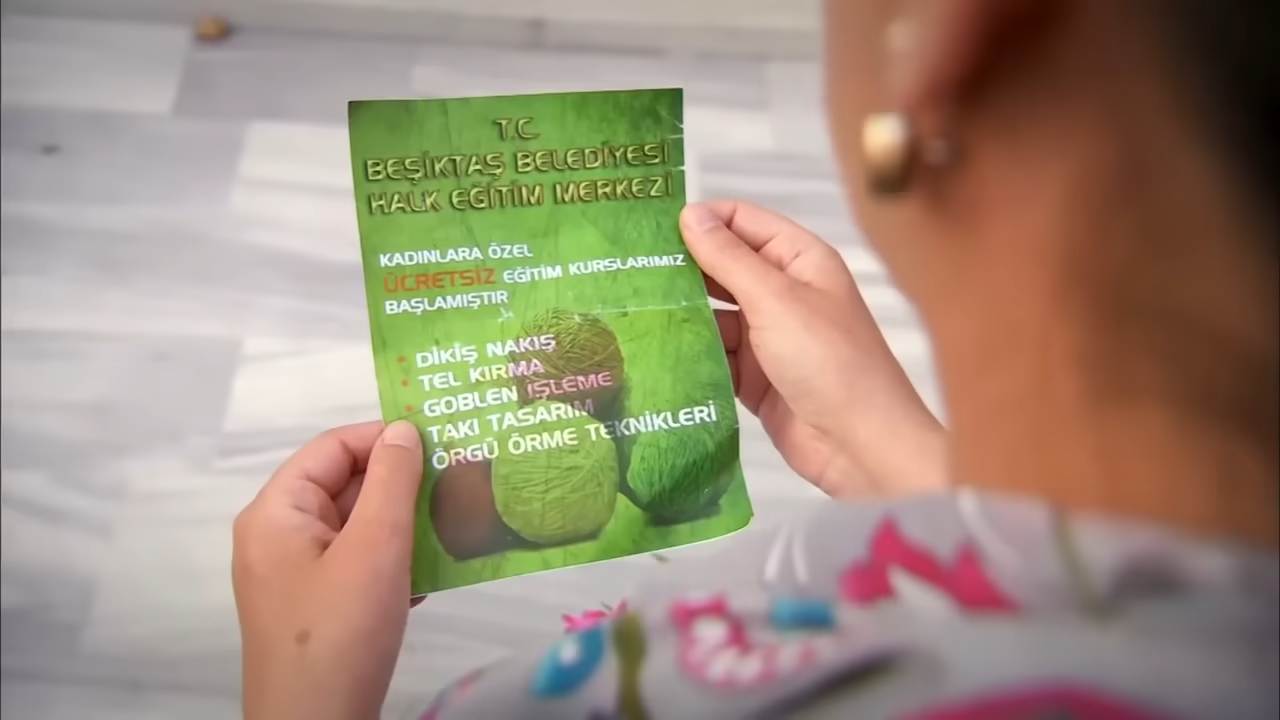 T.C
BEŞİKTAŞ BELEDİYESİ
HALK EĞİTİM MERKEZİ
KADINLARA ÖZEL
ÜCRETSİZ EĞİTİM KURSLARIMIZ
BAŞLAMIŞTIR
• DİKİŞ NAKIŞ
• TEL KIRMA
• GOBLEN İŞLEME
TAKI TASARIM
ÖRGÜ ÖRME TEKNİKLERİ